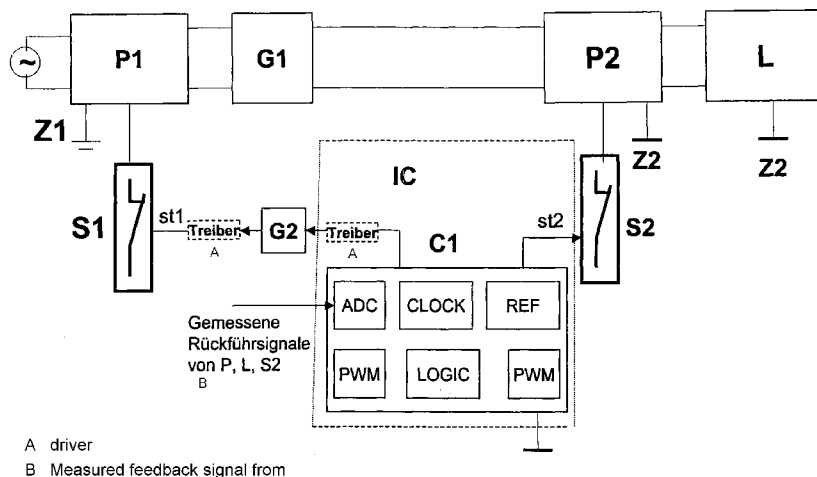 ~
P1
G1
P2
L
Z1
Z2
Z2
IC
S1
st1
Treiber
A
G2
Treiber
A
C1
st2
S2
ADC
CLOCK
REF
Gemessene
Rückführsignale
von P, L, S2
B
PWM
LOGIC
PWM
A driver
B Measured feedback signal from